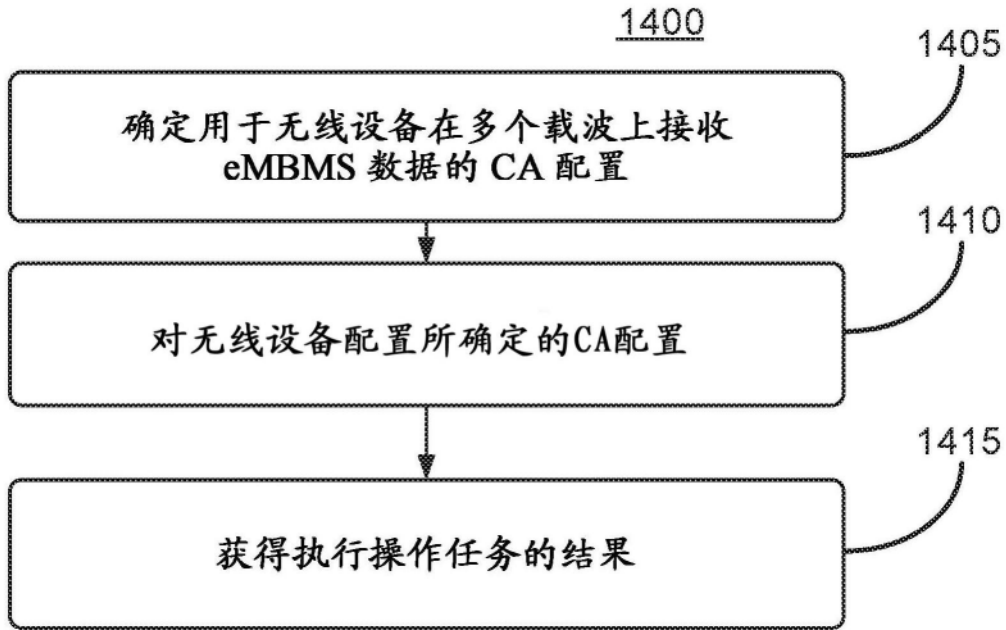 1400
1405
确定用于无线设备在多个载波上接收
eMBMS 数据的 CA 配置
1410
对无线设备配置所确定的CA配置
1415
获得执行操作任务的结果